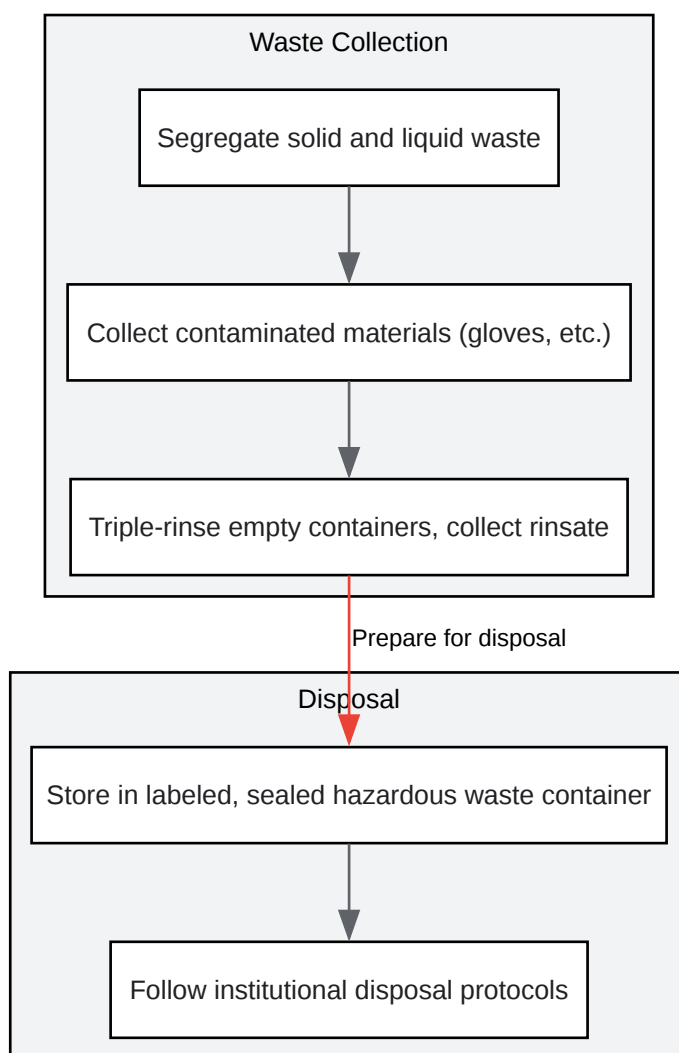 Waste Collection
Segregate solid and liquid waste
Collect contaminated materials (gloves, etc.)
Triple-rinse empty containers, collect rinsate
Prepare for disposal
Disposal
Store in labeled, sealed hazardous waste container
Follow institutional disposal protocols